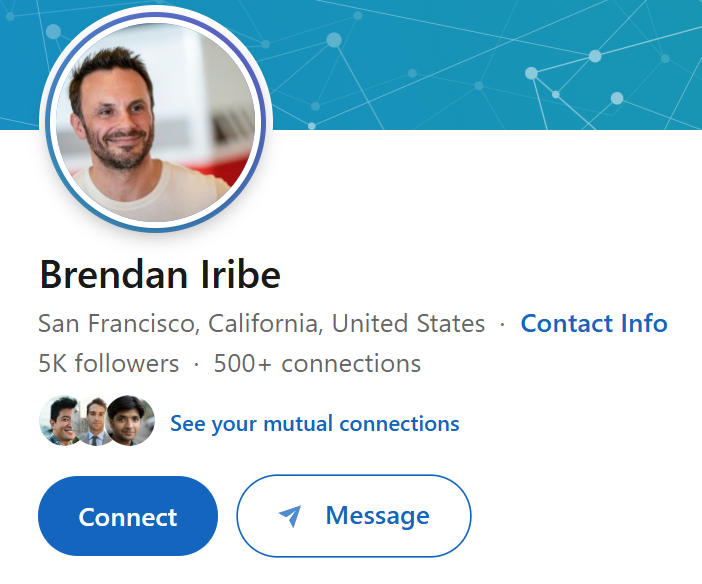 Brendan Iribe
San Francisco, California, United States · Contact Info
5K followers · 500+ connections
See your mutual connections
Connect
Message